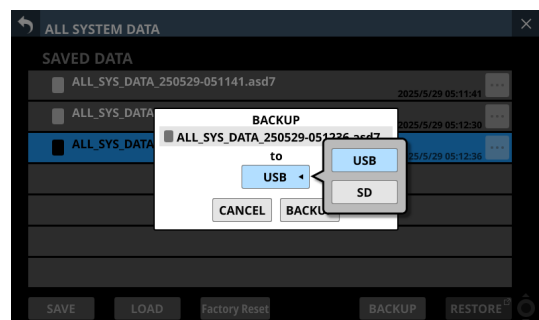 ALL SYSTEM DATA
SAVED DATA
ALL_SYS_DATA_250529-051141.asd7
2025/5/29 05:11:41
ALL_SYS_DATA
2025/5/29 05:12:30
ALL_SYS_DATA
2025/5/29 05:12:36
BACKUP
ALL_SYS_DATA_250529-051236.asd7
to
USB
USB
SD
CANCEL
BACKUP
SAVE
LOAD
Factory Reset
BACKUP
RESTORE